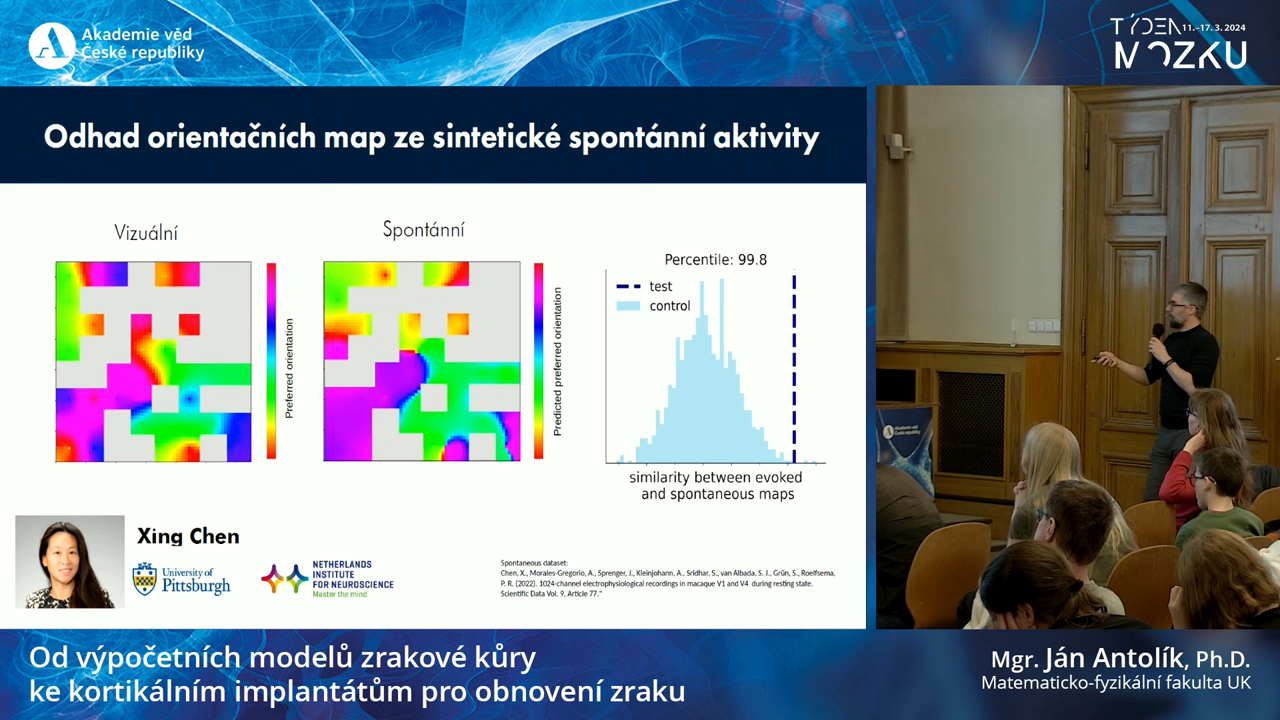 Akademie věd
České republiky
TÝDEN 11.–17. 3. 2024
MOZKU
Odhad orientačních map ze sintetické spontánní aktivity
Vizuální
Spontánní
Preferred orientation
Predicted preferred orientation
Percentile: 99.8
test
control
similarity between evoked
and spontaneous maps
Xing Chen
University of
Pittsburgh
NETHERLANDS
INSTITUTE
FOR NEUROSCIENCE
Master the mind
Spontaneous dataset:
Chen, X., Morales-Gregorio, A., Sprenger, J., Kleinjohann, A., Sridhar, S., van Albada, S. J., Grün, S., Roelfsema,
P. R. (2022). 1024-channel electrophysiological recordings in macaque V1 and V4 during resting state.
Scientific Data Vol. 9, Article 77."
Akademie věd
České republiky
Od výpočetních modelů zrakové kůry
ke kortikálním implantátům pro obnovení zraku
Mgr. Ján Antolík, Ph.D.
Matematicko-fyzikální fakulta UK